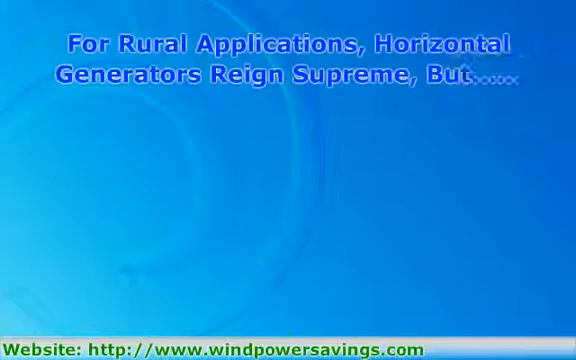 For Rural Applications, Horizontal
Generators Reign Supreme, But......
Website: http://www.windpowersavings.com